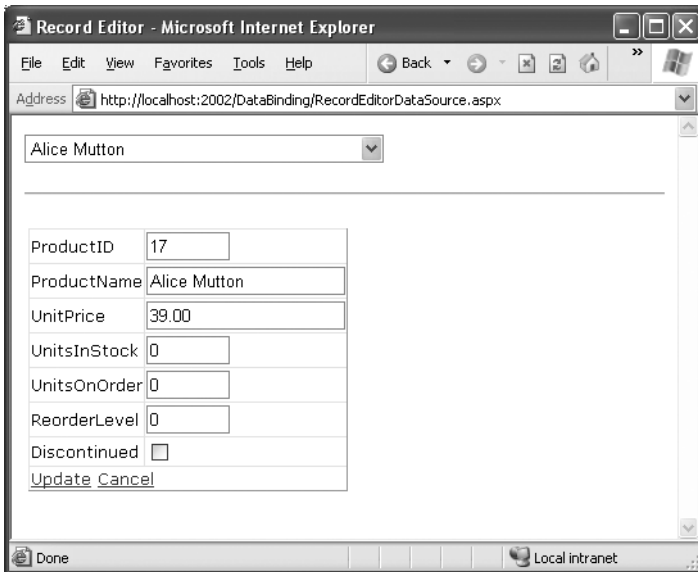 Record Editor - Microsoft Internet Explorer
File Edit View Favorites Tools Help Back »
Address http://localhost:2002/DataBinding/RecordEditorDataSource.aspx
Alice Mutton
ProductID 17
ProductName Alice Mutton
UnitPrice 39.00
UnitsInStock 0
UnitsOnOrder 0
ReorderLevel 0
Discontinued
Update Cancel
Done Local intranet